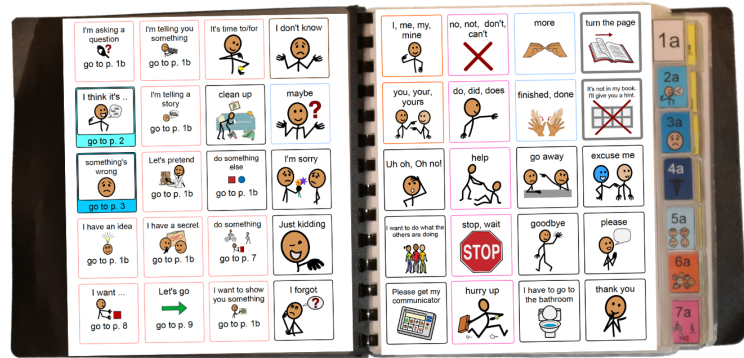 I'm asking a
question
go to p. 1b
I'm telling you
something
go to p. 1b
It's time to/for
I don't know
I think it's ..
go to p. 2
I'm telling a
story
go to p. 1b
clean up
maybe
?
something's
wrong
go to p. 3
Let's pretend
go to p. 1b
do something
else
go to p. 1b
I'm sorry
I have an idea
go to p. 1b
I have a secret
go to p. 1b
do something
go to p. 7
Just kidding
I want ...
go to p. 8
Let's go
go to p. 9
I want to show
you something
go to p. 1b
I forgot
?
I, me, my,
mine
no, not, don't,
can't
more
turn the page
you, your,
yours
do, did, does
finished, done
It's not in my book.
I'll give you a hint.
Uh oh, Oh no!
help
go away
excuse me
I want to do what the
others are doing
stop, wait
STOP
goodbye
please
Please get my
communicator
hurry up
I have to go to
the bathroom
thank you
1a
2a
3a
4a
5a
6a
7a